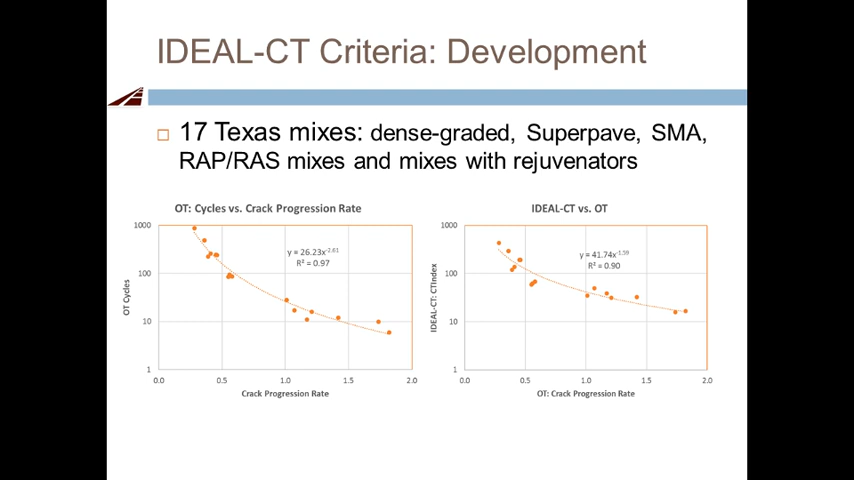 IDEAL-CT Criteria: Development
17 Texas mixes: dense-graded, Superpave, SMA,
RAP/RAS mixes and mixes with rejuvenators
OT: Cycles vs. Crack Progression Rate
1000
100
10
1
OT Cycles
y = 26.23x^-2.61
R² = 0.97
0.0 0.5 1.0 1.5 2.0
Crack Progression Rate
IDEAL-CT vs. OT
1000
100
10
1
IDEAL-CT: CTIndex
y = 41.74x^-1.59
R² = 0.90
0.0 0.5 1.0 1.5 2.0
OT: Crack Progression Rate